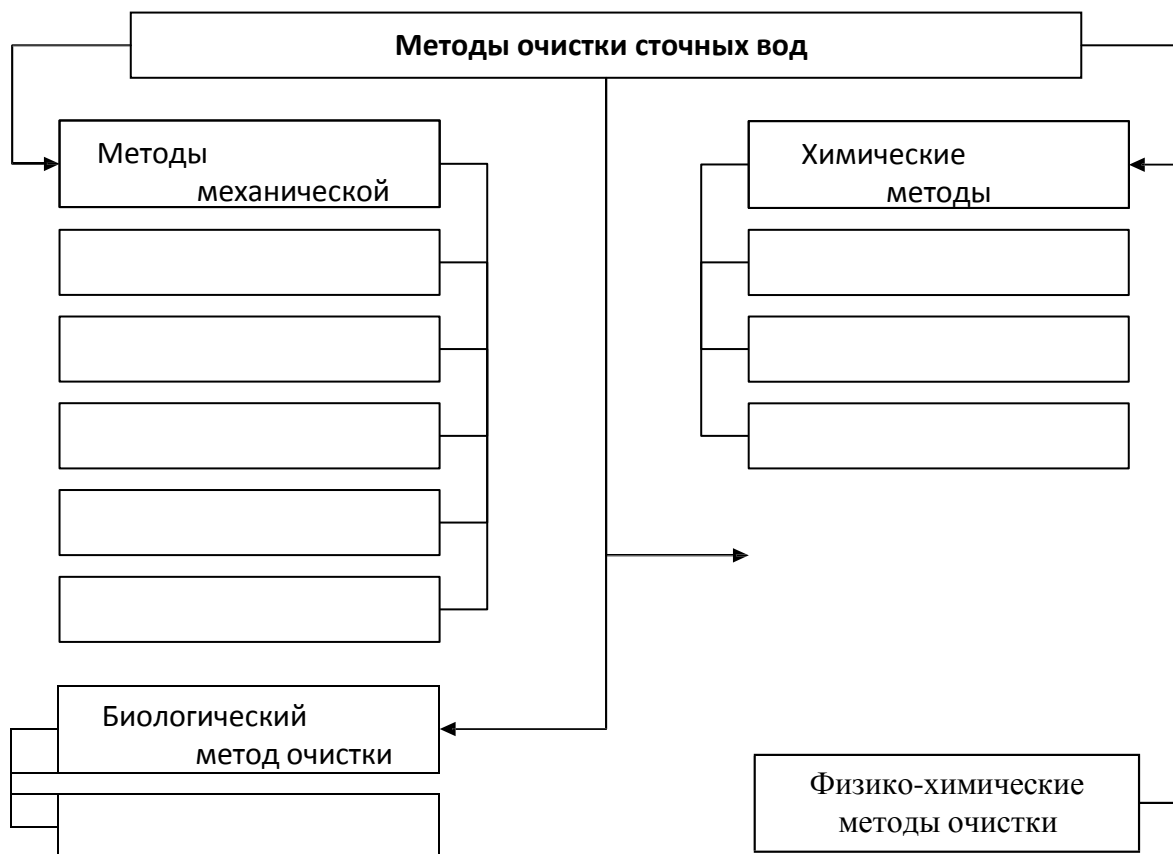 Методы очистки сточных вод
Методы
механической
Химические
методы
Биологический
метод очистки
Физико-химические
методы очистки